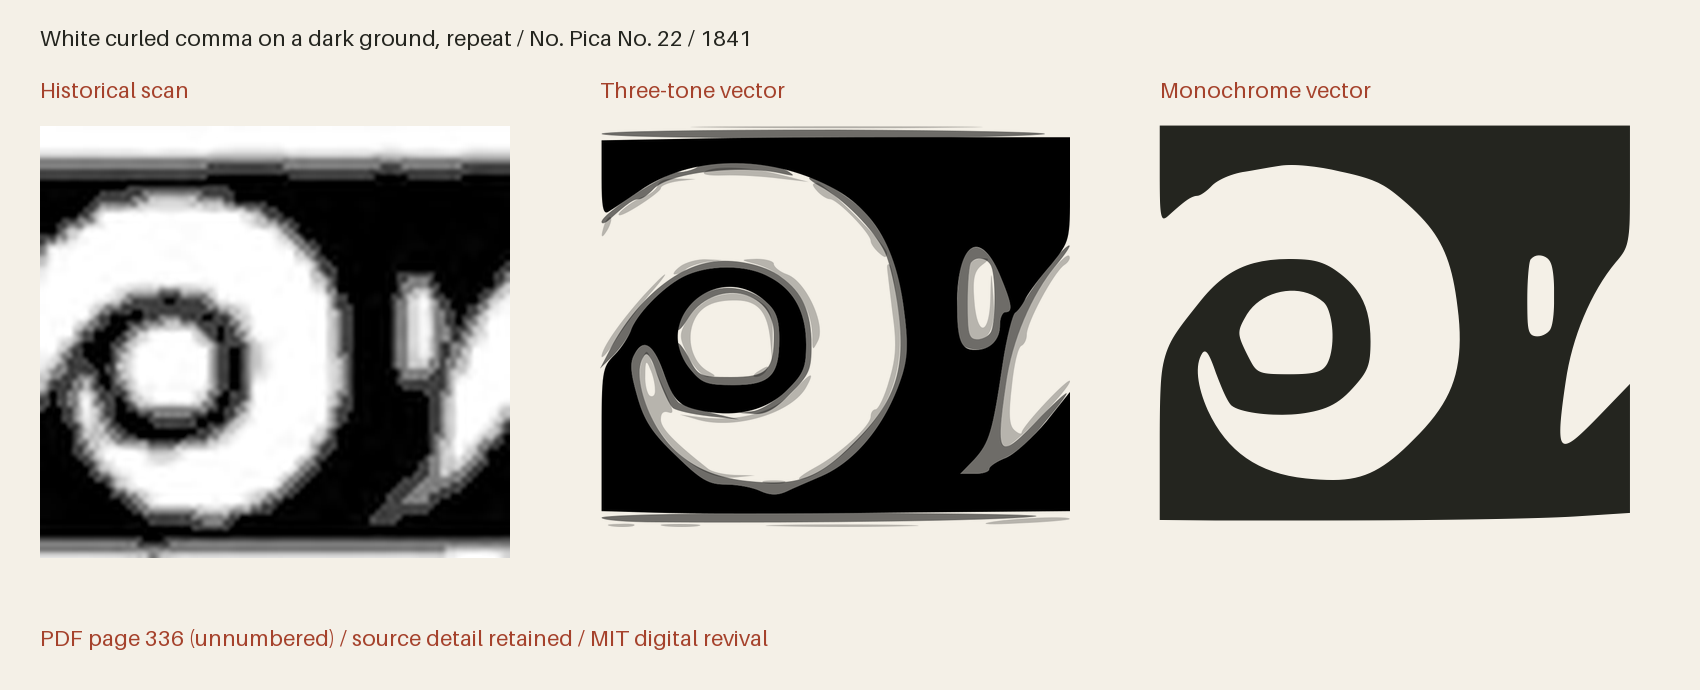 White curled comma on a dark ground, repeat / No. Pica No. 22 / 1841
Historical scan
Three-tone vector
Monochrome vector
PDF page 336 (unnumbered) / source detail retained / MIT digital revival